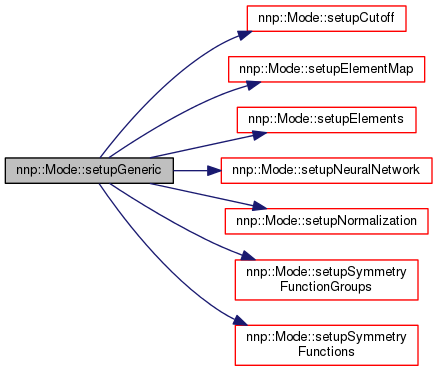 nnp::Mode::setupCutoff
nnp::Mode::setupElementMap
nnp::Mode::setupElements
nnp::Mode::setupGeneric
nnp::Mode::setupNeuralNetwork
nnp::Mode::setupNormalization
nnp::Mode::setupSymmetry
FunctionGroups
nnp::Mode::setupSymmetry
Functions